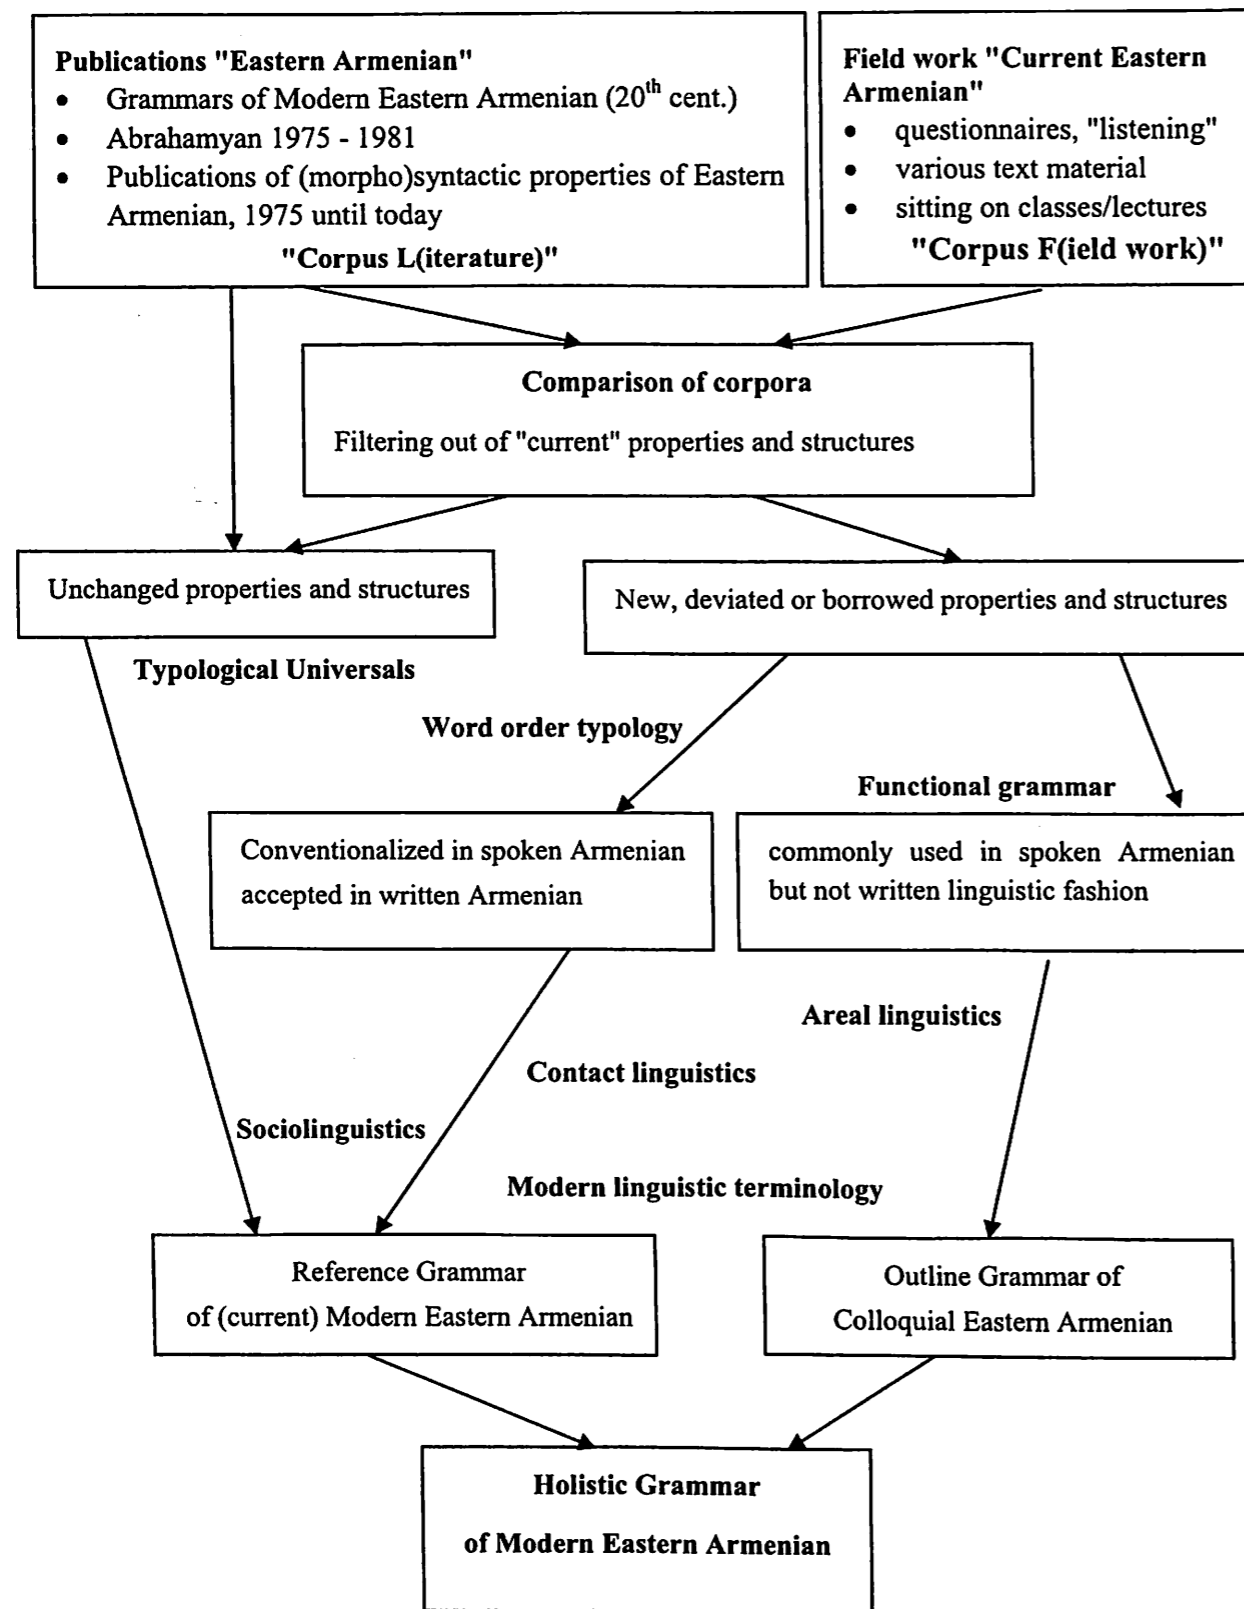 Publications "Eastern Armenian"
• Grammars of Modern Eastern Armenian (20th cent.)
• Abrahamyan 1975 - 1981
• Publications of (morpho)syntactic properties of Eastern
Armenian, 1975 until today
"Corpus L(iterature)"
Field work "Current Eastern
Armenian"
• questionnaires, "listening"
• various text material
• sitting on classes/lectures
"Corpus F(ield work)"
Comparison of corpora
Filtering out of "current" properties and structures
Unchanged properties and structures
New, deviated or borrowed properties and structures
Typological Universals
Word order typology
Functional grammar
Conventionalized in spoken Armenian
accepted in written Armenian
commonly used in spoken Armenian
but not written linguistic fashion
Areal linguistics
Contact linguistics
Sociolinguistics
Modern linguistic terminology
Reference Grammar
of (current) Modern Eastern Armenian
Outline Grammar of
Colloquial Eastern Armenian
Holistic Grammar
of Modern Eastern Armenian